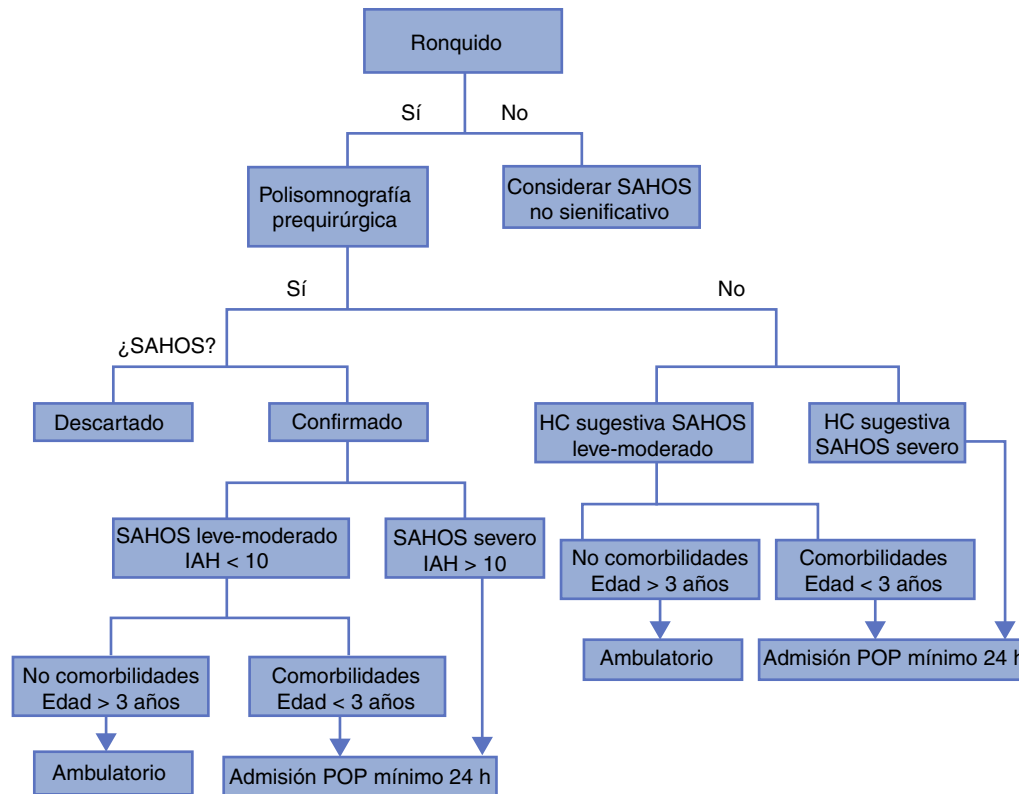 Ronquido
Sí
No
Polisomnografía
prequirúrgica
Considerar SAHOS
no sienificativo
Sí
No
¿SAHOS?
Descartado
Confirmado
HC sugestiva SAHOS
leve-moderado
HC sugestiva
SAHOS severo
SAHOS leve-moderado
IAH < 10
SAHOS severo
IAH > 10
No comorbilidades
Edad > 3 años
Comorbilidades
Edad < 3 años
Ambulatorio
Admisión POP mínimo 24 h
No comorbilidades
Edad > 3 años
Comorbilidades
Edad < 3 años
Ambulatorio
Admisión POP mínimo 24 h